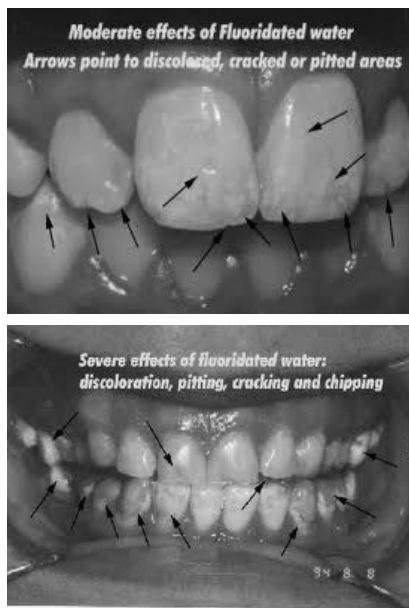 Moderate effects of Fluoridated water
Arrows point to discolosed, cracked or pitted areas
Severe effects of fluoridated water:
discoloration, pitting, cracking and chipping
94 8 8